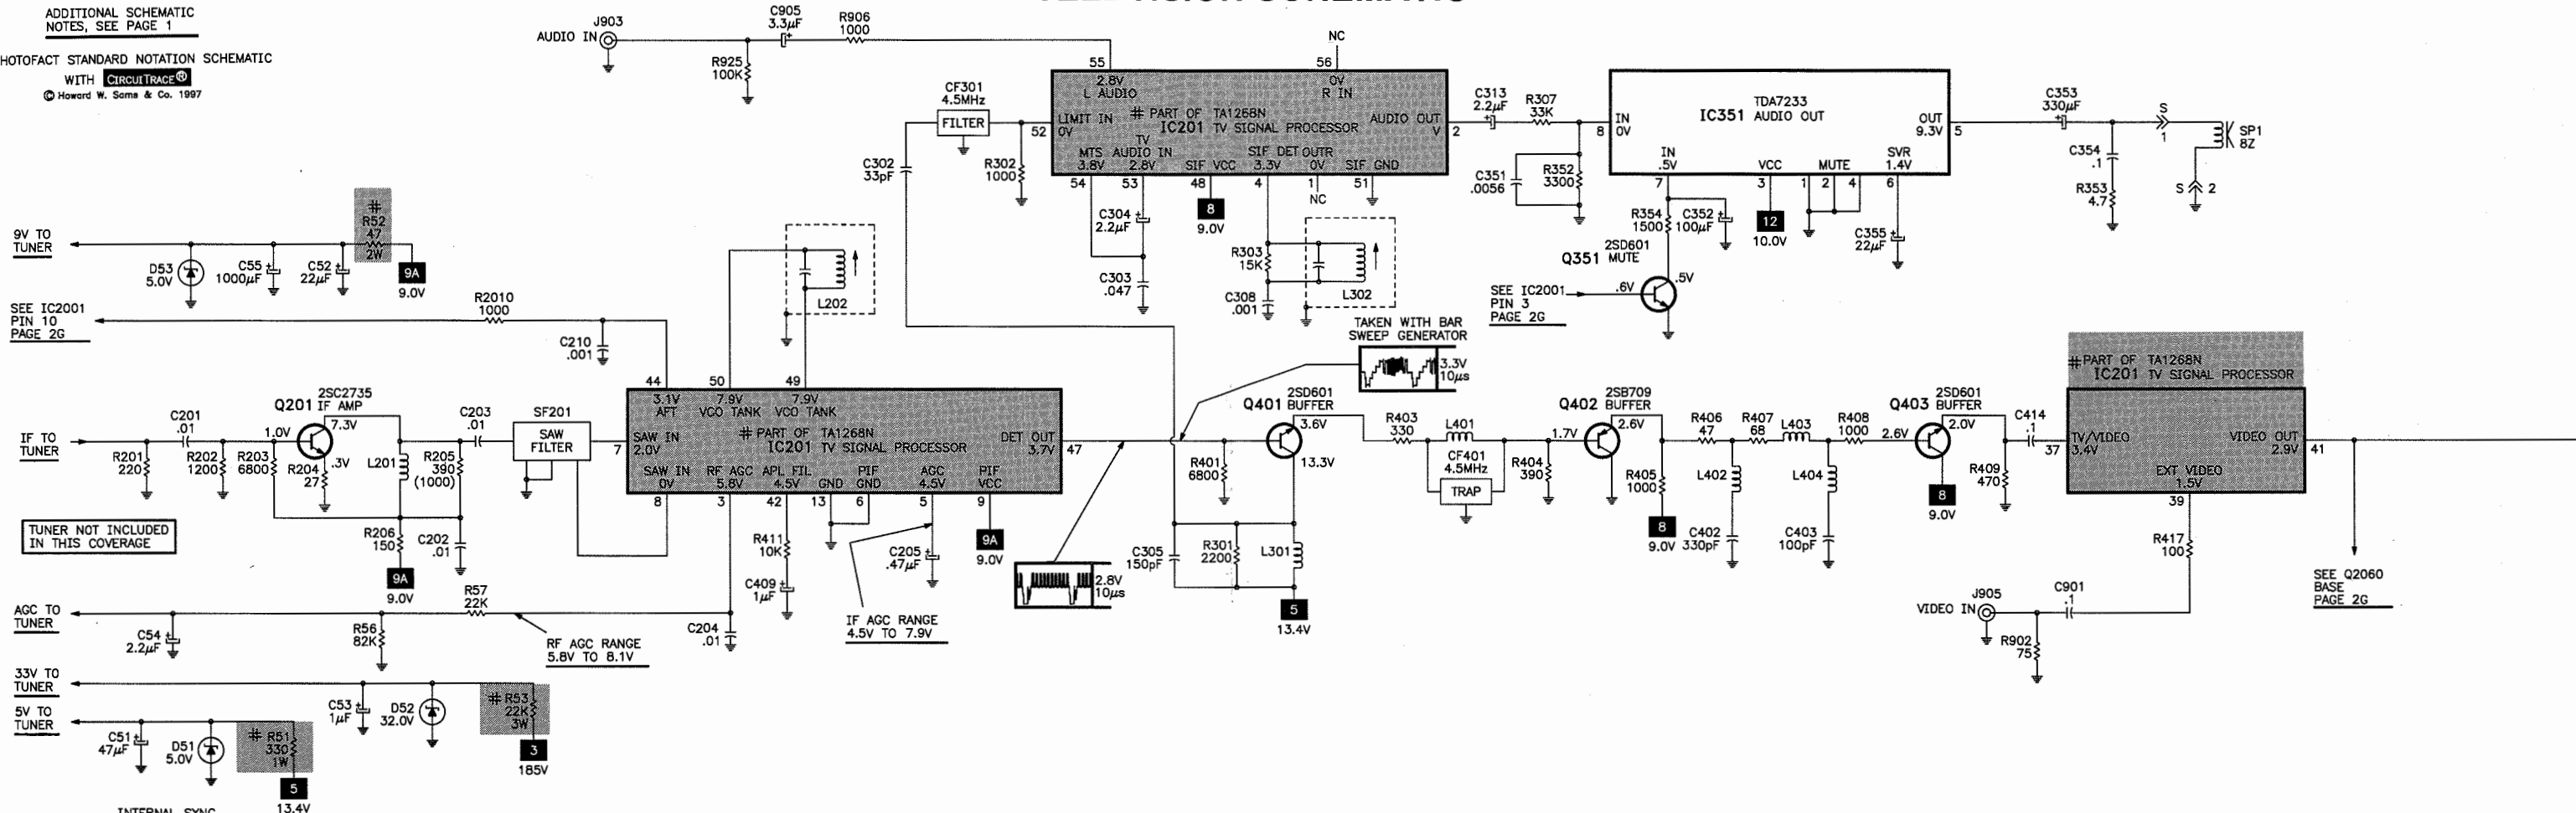 ADDITIONAL SCHEMATIC
NOTES, SEE PAGE 1
HOTOFACT STANDARD NOTATION SCHEMATIC
WITH CIRCUITRACE®
© Howard W. Sams & Co. 1997
J903
AUDIO IN
C905
3.3µF
+
R906
1000
R925
100K
NC
55
56
2.8V
L AUDIO
0V
R IN
# PART OF TA1268N
IC201 TV SIGNAL PROCESSOR
LIMIT IN
0V
52
AUDIO OUT
V
2
TV
MTS AUDIO IN
3.8V 2.8V
SIF VCC
SIF DET OUTR
3.3V 0V
SIF GND
54
53
48
4
1
51
NC
CF301
4.5MHz
FILTER
C302
33pF
R302
1000
C304
2.2µF
+
C303
.047
8
9.0V
R303
15K
C308
.001
L302
C313
2.2µF
+
R307
33K
C351
.0056
R352
3300
8
IN
0V
TDA7233
IC351 AUDIO OUT
OUT
9.3V
5
IN
.5V
VCC
MUTE
SVR
1.4V
7
3
1
2
4
6
R354
1500
C352
100µF
+
12
10.0V
C355
22µF
+
C353
330µF
+
C354
.1
R353
4.7
S
1
SP1
8Z
S
2
Q351
2SD601
MUTE
.5V
.6V
SEE IC2001
PIN 3
PAGE 2G
9V TO
TUNER
D53
5.0V
C55
1000µF
+
C52
22µF
+
#
R52
47
2W
9A
9.0V
SEE IC2001
PIN 10
PAGE 2G
R2010
1000
C210
.001
L202
TAKEN WITH BAR
SWEEP GENERATOR
3.3V
10µs
44
50
49
3.1V
AFT
7.9V
VCO TANK
7.9V
VCO TANK
# PART OF TA1268N
IC201 TV SIGNAL PROCESSOR
7
SAW IN
2.0V
DET OUT
3.7V
47
SAW IN
0V
RF AGC
5.8V
APL FIL
4.5V
GND
PIF
GND
AGC
4.5V
PIF
VCC
8
3
42
13
6
5
9
IF TO
TUNER
R201
220
C201
.01
R202
1200
R203
6800
1.0V
Q201
2SC2735
IF AMP
7.3V
.3V
R204
27
L201
R205
390
(1000)
C203
.01
SF201
SAW
FILTER
R206
150
C202
.01
9A
9.0V
TUNER NOT INCLUDED
IN THIS COVERAGE
R411
10K
C409
1µF
+
C205
.47µF
+
9A
9.0V
IF AGC RANGE
4.5V TO 7.9V
2.8V
10µs
Q401
2SD601
BUFFER
3.6V
13.3V
R401
6800
C305
150pF
R301
2200
L301
5
13.4V
R403
330
L401
CF401
4.5MHz
TRAP
R404
390
1.7V
Q402
2SB709
BUFFER
2.6V
R405
1000
8
9.0V
R406
47
R407
68
L403
R408
1000
L402
C402
330pF
L404
C403
100pF
2.6V
Q403
2SD601
BUFFER
2.0V
8
9.0V
R409
470
C414
.1
37
#PART OF TA1268N
IC201 TV SIGNAL PROCESSOR
TV/VIDEO
3.4V
VIDEO OUT
2.9V
41
EXT VIDEO
1.5V
39
R417
100
J905
VIDEO IN
C901
.1
R902
75
SEE Q2060
BASE
PAGE 2G
AGC TO
TUNER
C54
2.2µF
+
R56
82K
R57
22K
RF AGC RANGE
5.8V TO 8.1V
C204
.01
33V TO
TUNER
C53
1µF
+
D52
32.0V
# R53
22K
3W
3
185V
5V TO
TUNER
C51
47µF
+
D51
5.0V
# R51
330
1W
5
13.4V